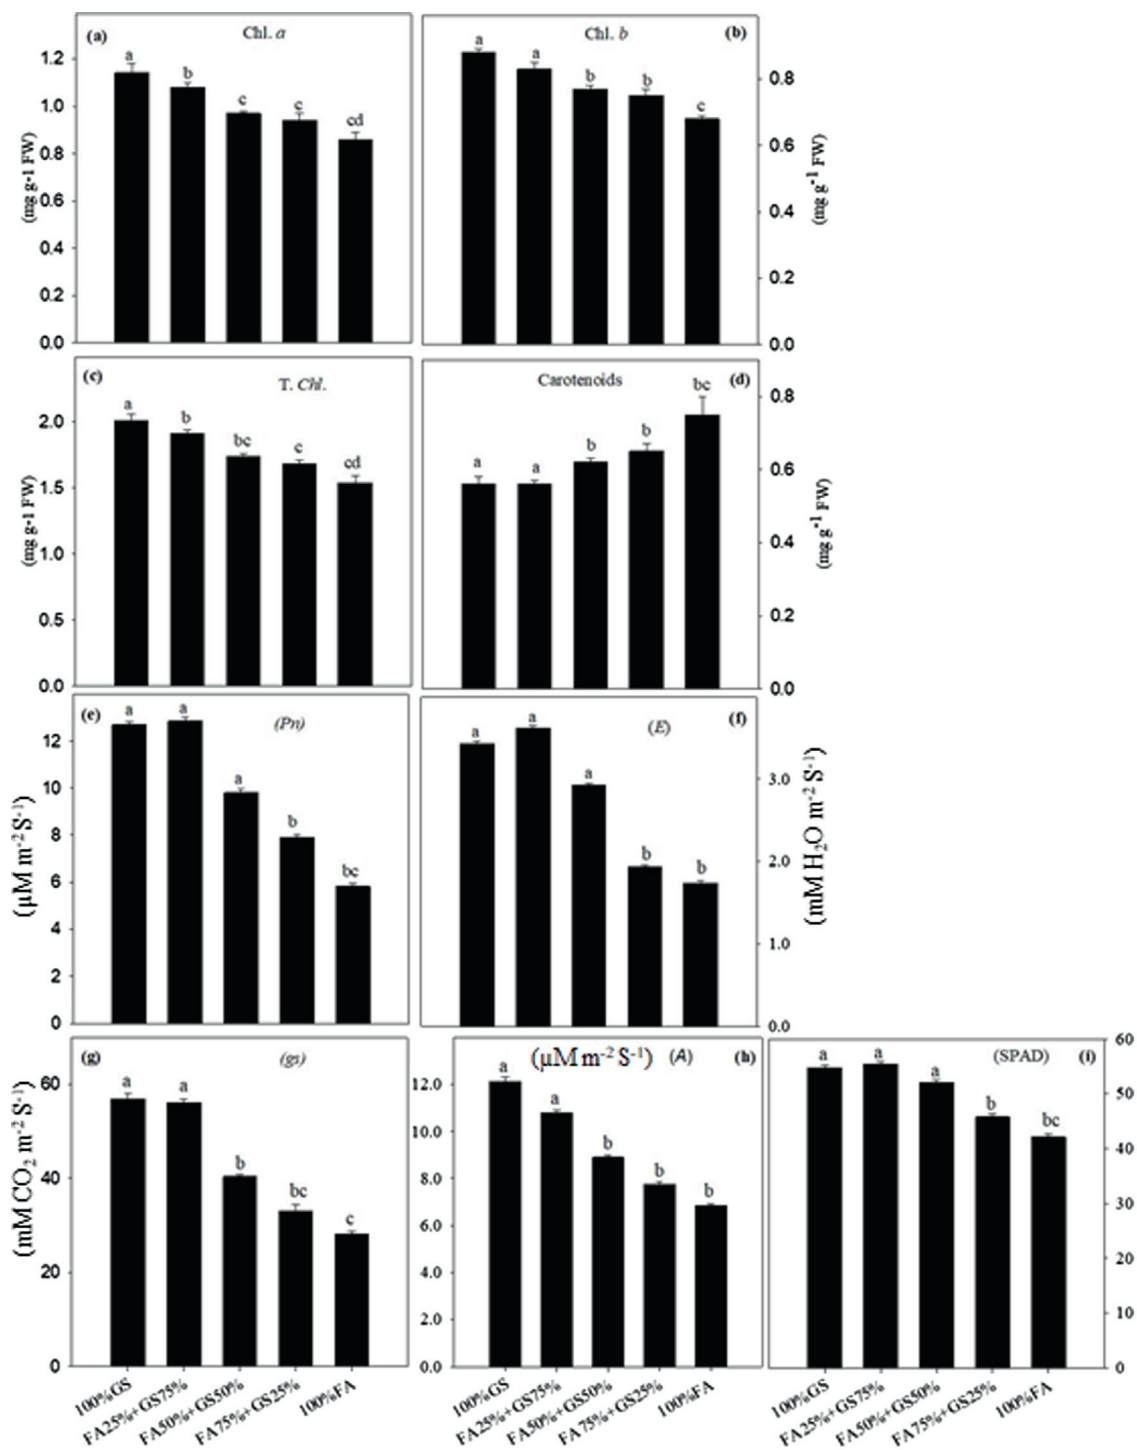 (a)
Chl. a
1.2
1.0
0.8
0.6
0.4
0.2
0.0
(mg g-1 FW)
a
b
c
c
cd
Chl. b
(b)
a
a
b
b
c
0.8
0.6
0.4
0.2
0.0
(mg g-1 FW)
(c)
T. Chl.
2.0
1.5
1.0
0.5
0.0
(mg g-1 FW)
a
b
bc
c
cd
Carotenoids
(d)
a
a
b
b
bc
0.8
0.6
0.4
0.2
0.0
(mg g-1 FW)
(e)
(Pn)
12
10
8
6
4
2
0
(µM m-2 S-1)
a
a
a
b
bc
(E)
(f)
a
a
a
b
b
3.0
2.0
1.0
0.0
(mM H2O m-2 S-1)
(g)
(gs)
60
40
20
0
(mM CO2 m-2 S-1)
a
a
b
bc
c
100%GS
FA25%+GS75%
FA50%+GS50%
FA75%+GS25%
100%FA
(µM m-2 S-1) (A)
(h)
12.0
10.0
8.0
6.0
4.0
2.0
0.0
a
a
b
b
b
100%GS
FA25%+GS75%
FA50%+GS50%
FA75%+GS25%
100%FA
(SPAD)
(i)
a
a
a
b
bc
60
50
40
30
20
10
0
100%GS
FA25%+GS75%
FA50%+GS50%
FA75%+GS25%
100%FA